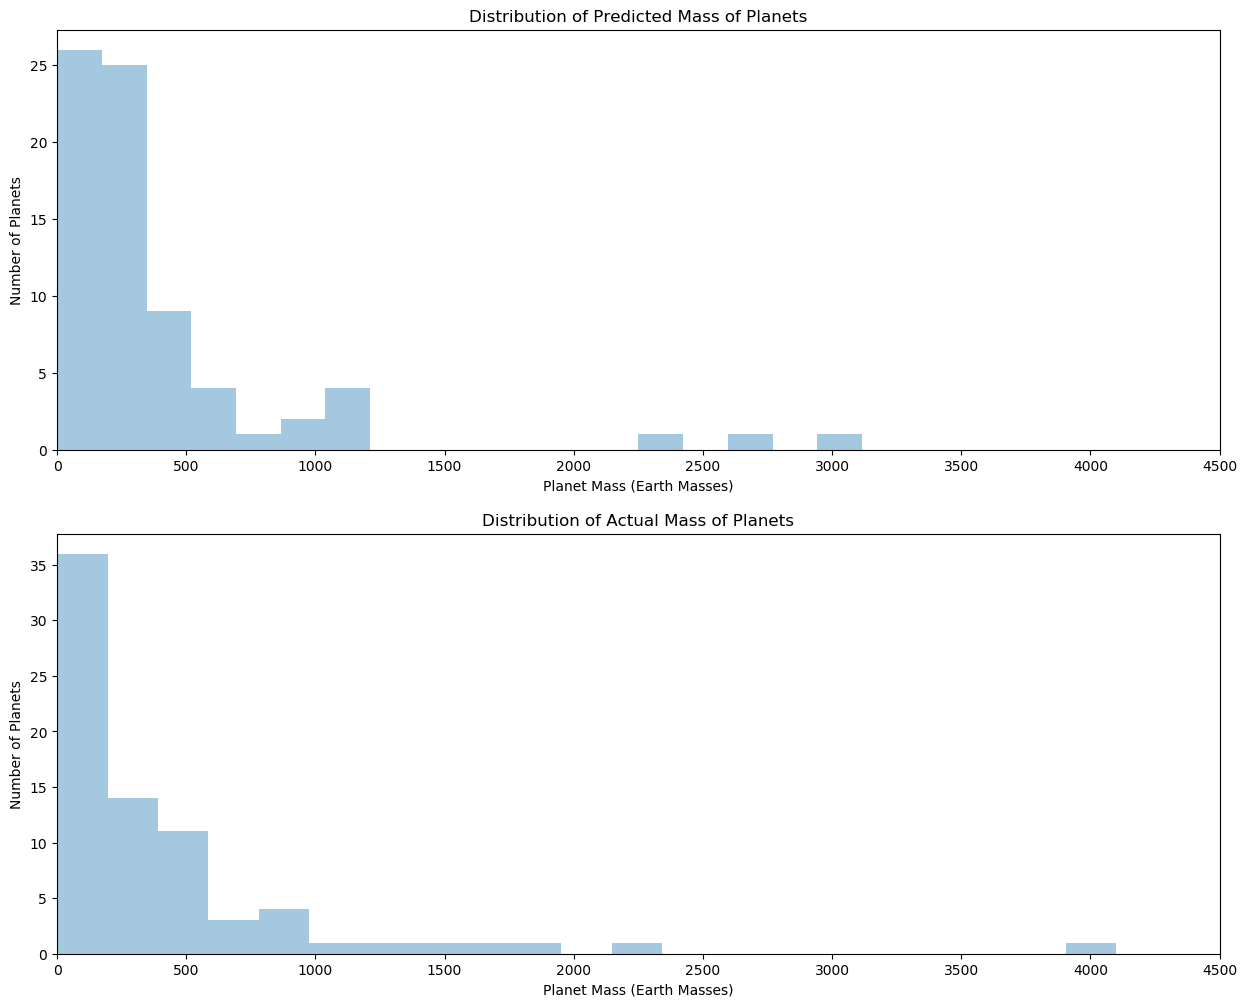 Distribution of Predicted Mass of Planets
Number of Planets
25
20
15
10
5
0
0 500 1000 1500 2000 2500 3000 3500 4000 4500
Planet Mass (Earth Masses)
Distribution of Actual Mass of Planets
Number of Planets
35
30
25
20
15
10
5
0
0 500 1000 1500 2000 2500 3000 3500 4000 4500
Planet Mass (Earth Masses)